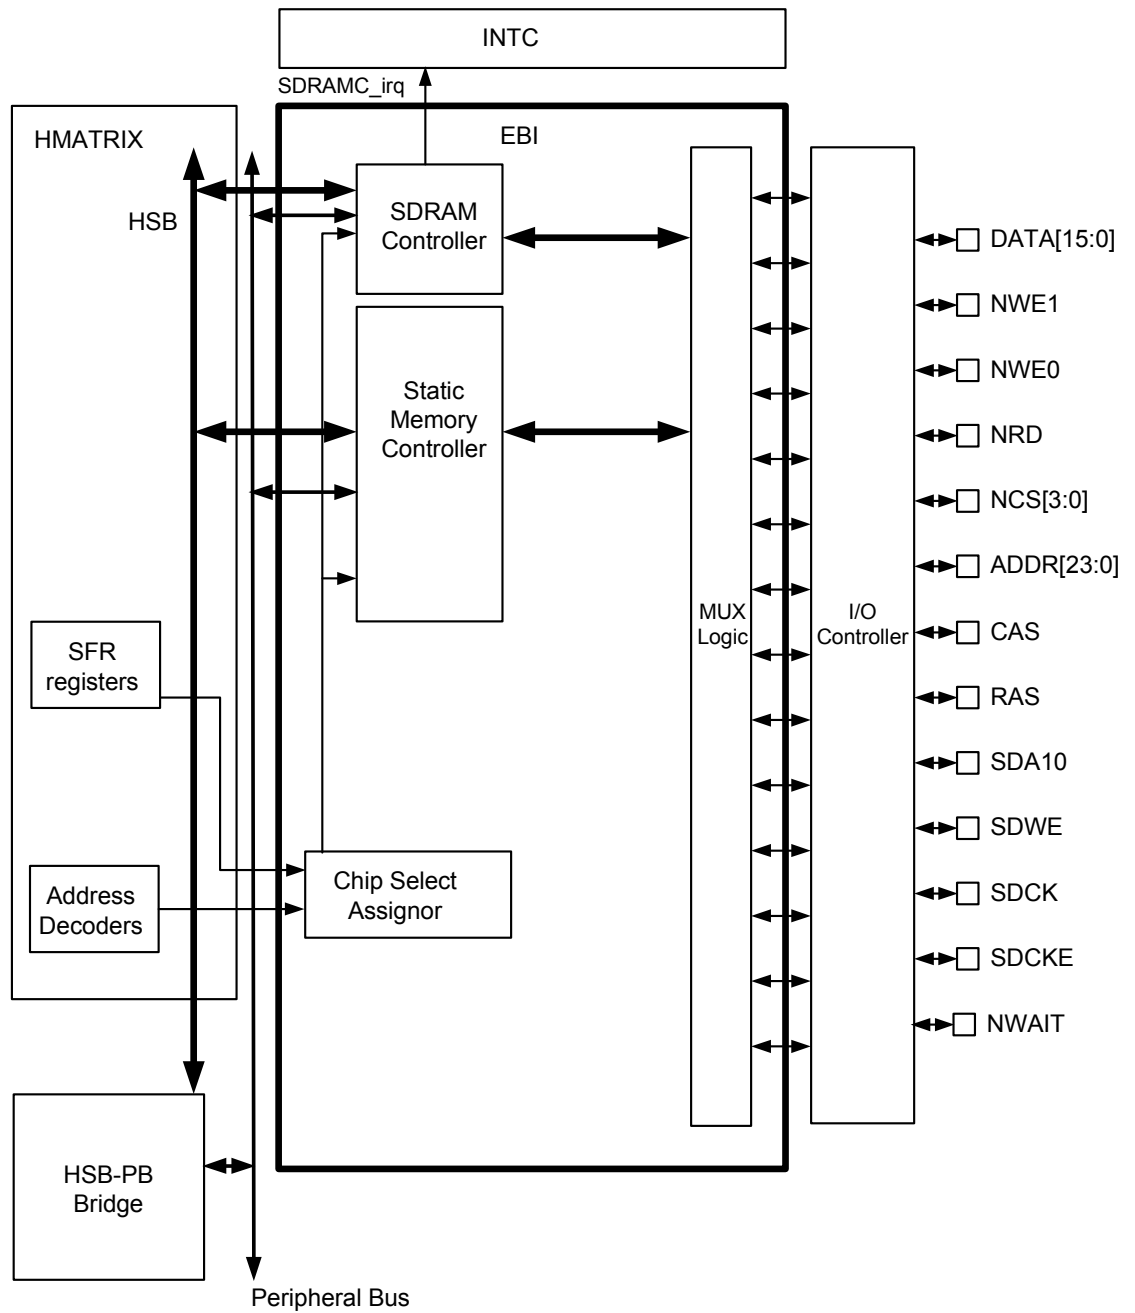 INTC
SDRAMC_irq
HMATRIX
EBI
HSB
SDRAM
Controller
DATA[15:0]
NWE1
NWE0
Static
Memory
Controller
NRD
NCS[3:0]
ADDR[23:0]
MUX
Logic
I/O
Controller
CAS
SFR
registers
RAS
SDA10
SDWE
Chip Select
Assignor
Address
Decoders
SDCK
SDCKE
NWAIT
HSB-PB
Bridge
Peripheral Bus